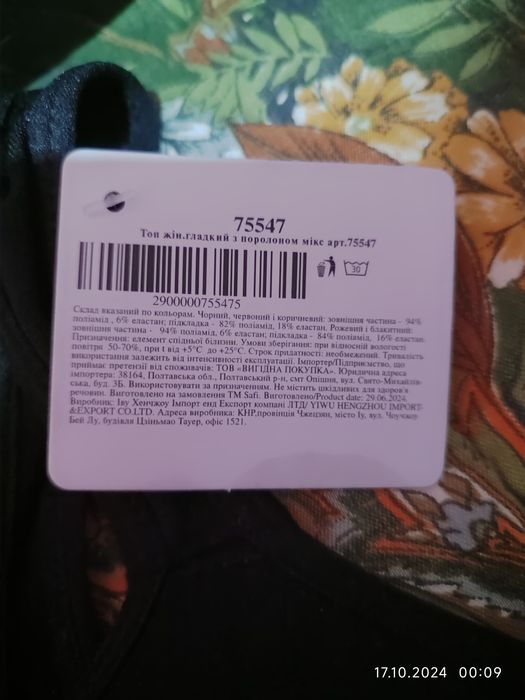 75547
Топ жін.гладкий з поролоном мікс арт.75547
30
2900000755475
Склад вказаний по кольорам. Чорний, червоний і коричневий: зовнішня частина - 94%
поліамід , 6% еластан; підкладка - 82% поліамід, 18% еластан. Рожевий і блакитний:
зовнішня частина - 94% поліамід, 6% еластан; підкладка - 84% поліамід, 16% еластан.
Призначення: елемент спідньої білизни. Умови зберігання: при відносній вологості
повітря 50-70%, при t від +5°С до +25°С. Строк придатності: необмежений. Тривалість
використання залежить від інтенсивності експлуатації. Імпортер/Підприємство, що
приймає претензії від споживачів: ТОВ «ВИГІДНА ПОКУПКА». Юридична адреса
імпортера: 38164, Полтавська обл., Полтавський р-н, смт Опішня, вул. Свято-Михайлів-
ська, буд. 3Б. Використовувати за призначенням. Не містить шкідливих для здоров'я
речовин. Виготовлено на замовлення ТМ Safi. Виготовлено/Product date: 29.06.2024.
Виробник: Іву Хенчжоу Імпорт енд Експорт компані ЛТД/ YIWU HENGZHOU IMPORT-
&EXPORT CO.LTD. Адреса виробника: КНР,провінція Чжецзян, місто Іу, вул. Чоучжоу
Бей Лу, будівля Цзіньмао Тауер, офіс 1521.
17.10.2024 00:09